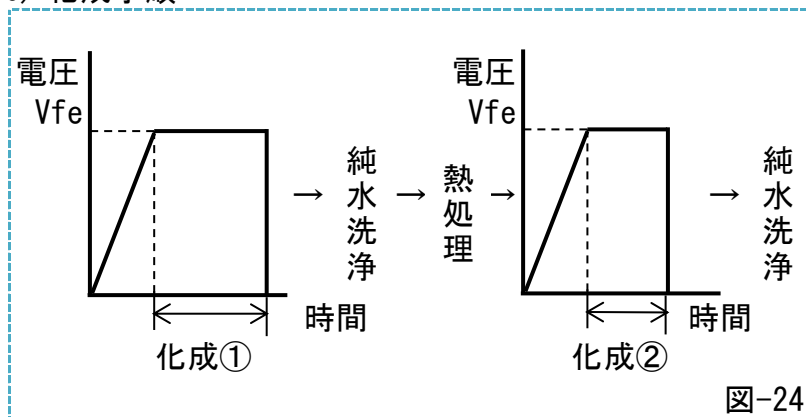 電圧
Vfe
時間
化成①
→
純水洗浄
→
熱処理
→
電圧
Vfe
時間
化成②
→
純水洗浄
図-24